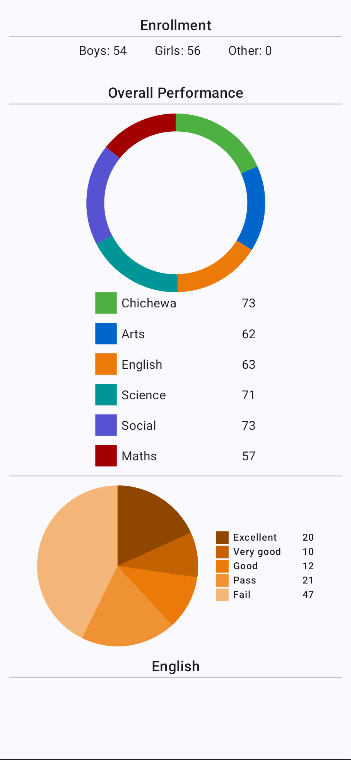 Enrollment
Boys: 54 Girls: 56 Other: 0
Overall Performance
Chichewa 73
Arts 62
English 63
Science 71
Social 73
Maths 57
Excellent 20
Very good 10
Good 12
Pass 21
Fail 47
English